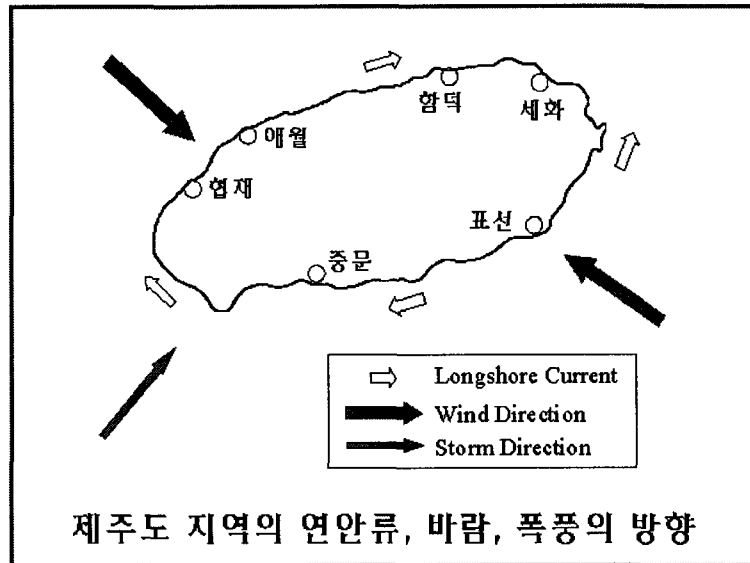 함덕
세화
애월
협재
표선
중문
Longshore Current
Wind Direction
Storm Direction
제주도 지역의 연안류, 바람, 폭풍의 방향